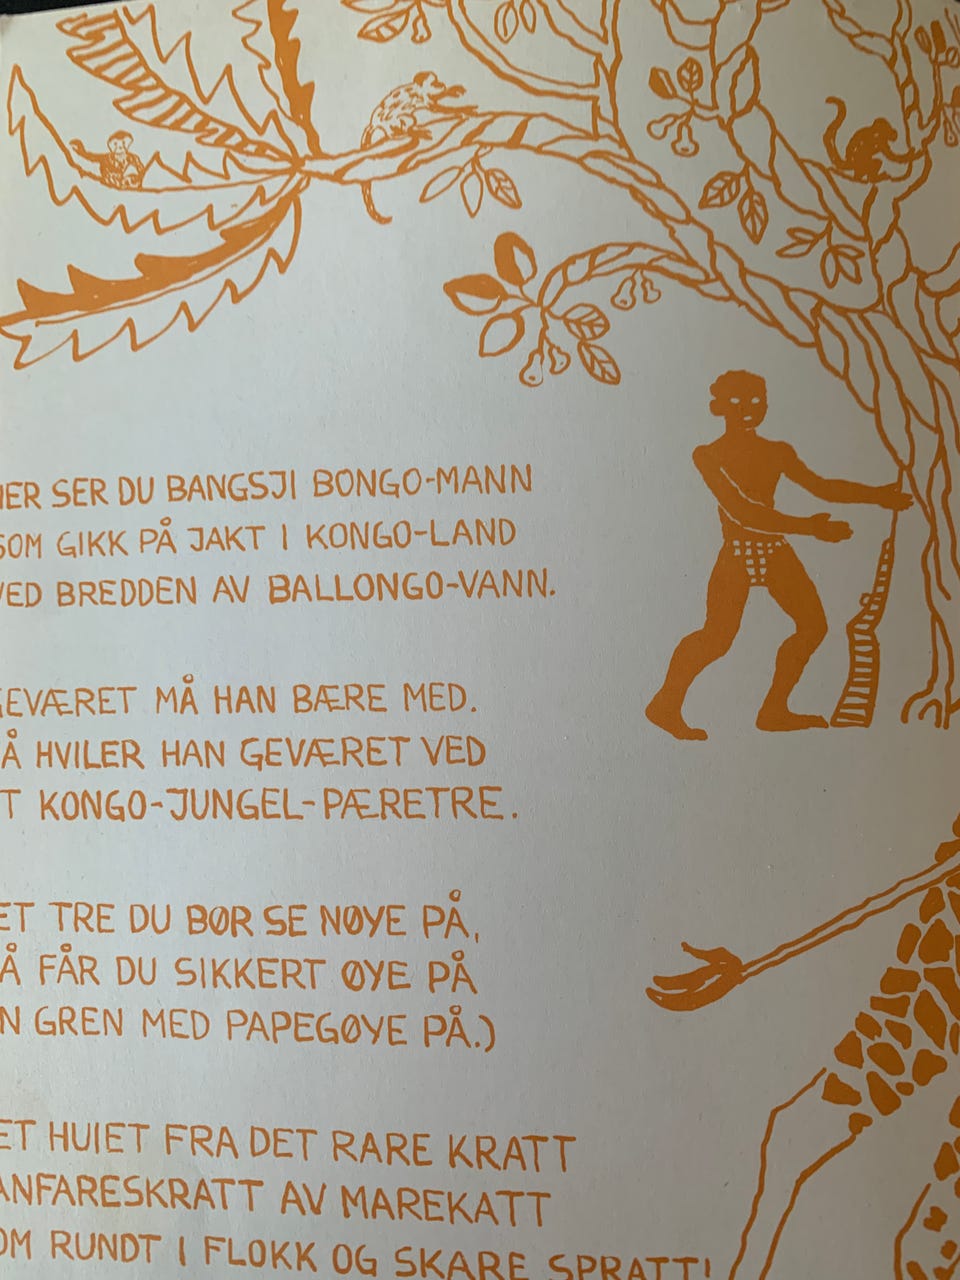 HER SER DU BANGSJI BONGO-MANN
SOM GIKK PÅ JAKT I KONGO-LAND
VED BREDDEN AV BALLONGO-VANN.
GEVÆRET MÅ HAN BÆRE MED.
Å HVILER HAN GEVÆRET VED
T KONGO-JUNGEL-PÆRETRE.
ET TRE DU BØR SE NØYE PÅ,
Å FÅR DU SIKKERT ØYE PÅ
N GREN MED PAPEGØYE PÅ.)
ET HUIET FRA DET RARE KRATT
ANFARESKRATT AV MAREKATT
OM RUNDT I FLOKK OG SKARE SPRATT!